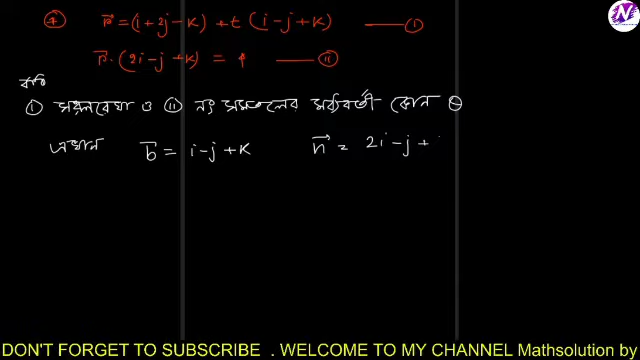 N
④ r⃗ = (i + 2j - k) + t (i - j + k) —— ①
r⃗ . (2i - j + k) = 4 —— ⑪
ধরি
① সরলরেখা ও ⑪ নং সমতলের মধ্যবর্তী কোন θ
এখানে b⃗ = i - j + k n⃗ = 2i - j +
DON'T FORGET TO SUBSCRIBE . WELCOME TO MY CHANNEL Mathsolution by